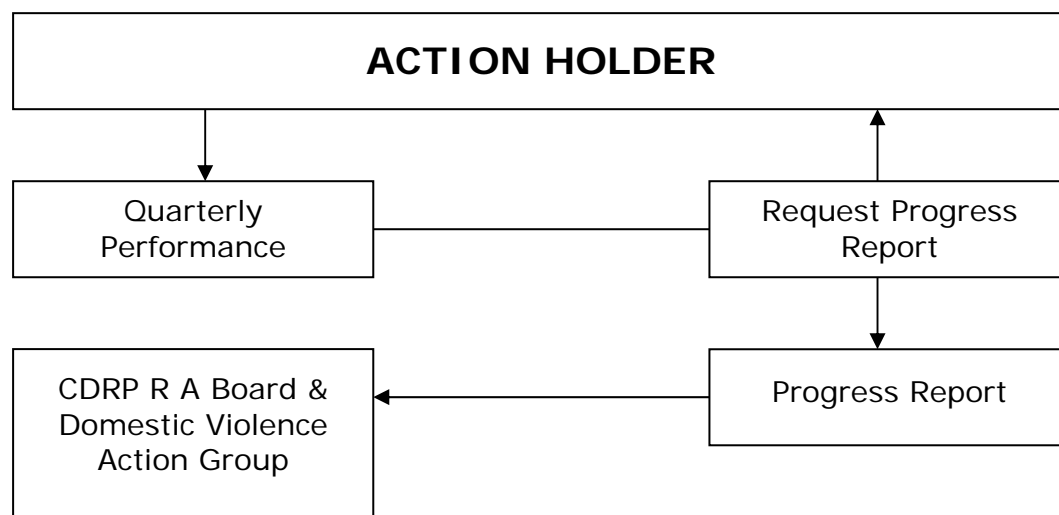 ACTION HOLDER
Quarterly
Performance
Request Progress
Report
CDRP R A Board &
Domestic Violence
Action Group
Progress Report